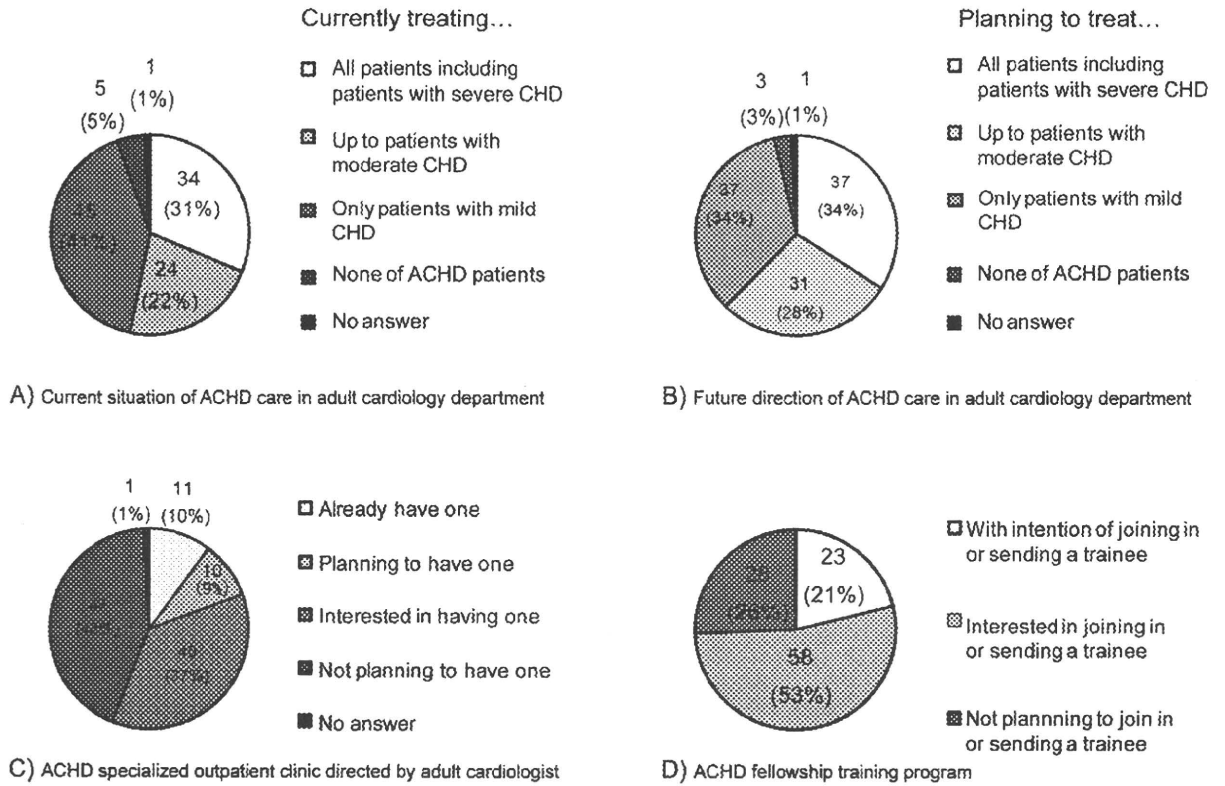 Currently treating...
5
(5%)
1
(1%)
34
(31%)
24
(22%)
45
(41%)
All patients including
patients with severe CHD
Up to patients with
moderate CHD
Only patients with mild
CHD
None of ACHD patients
No answer
A) Current situation of ACHD care in adult cardiology department
Planning to treat...
3
(3%)
1
(1%)
37
(34%)
37
(34%)
31
(28%)
All patients including
patients with severe CHD
Up to patients with
moderate CHD
Only patients with mild
CHD
None of ACHD patients
No answer
B) Future direction of ACHD care in adult cardiology department
1
(1%)
11
(10%)
10
(9%)
40
(37%)
Already have one
Planning to have one
Interested in having one
Not planning to have one
No answer
C) ACHD specialized outpatient clinic directed by adult cardiologist
28
(26%)
23
(21%)
58
(53%)
With intention of joining in
or sending a trainee
Interested in joining in
or sending a trainee
Not plannning to join in
or sending a trainee
D) ACHD fellowship training program